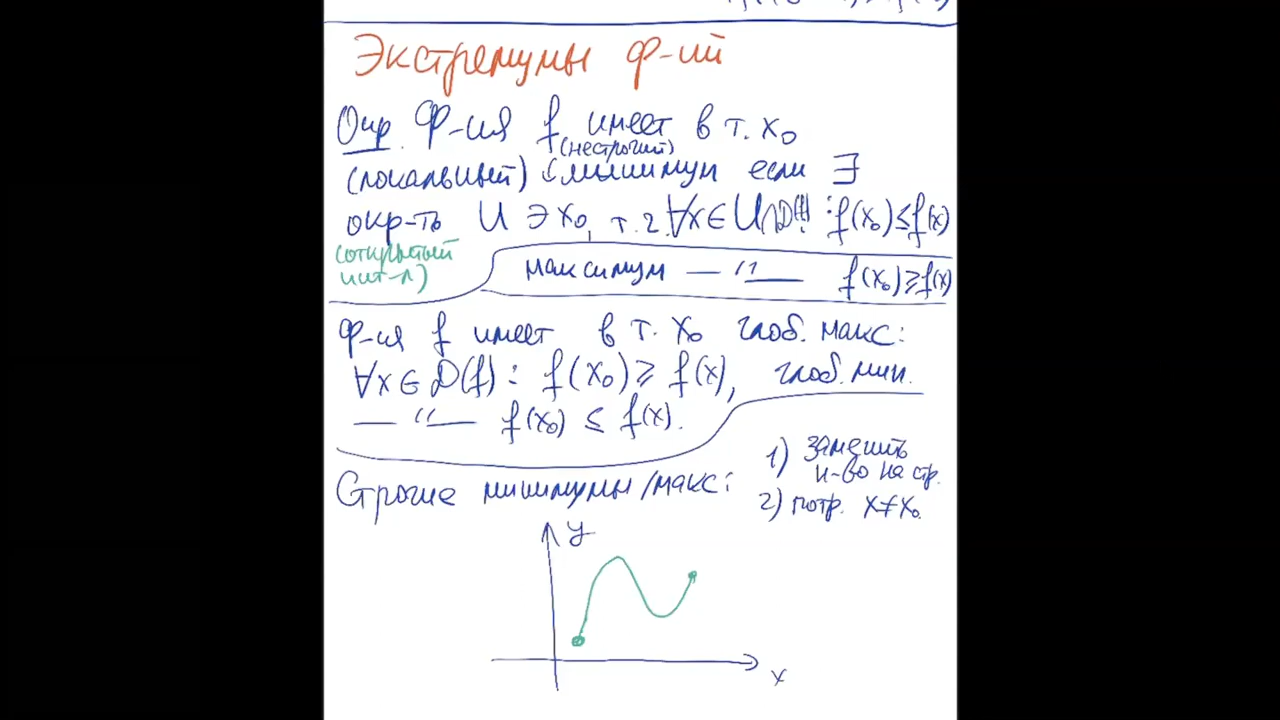 Экстремумы ф-ий
Опр. Ф-ия f имеет в т. x₀
(нестрогий)
(локальный) минимум если ∃
окр-ть U ∋ x₀, т.ч. ∀x∈U∩D(f): f(x₀)≤f(x)
(открытый
инт-л)
максимум —〃— f(x₀)≥f(x)
Ф-ия f имеет в т. x₀ глоб. макс:
∀x∈D(f): f(x₀)≥f(x), глоб. мин.
—〃— f(x₀) ≤ f(x).
Строгие минимумы/макс:
1) заменить
н-во на стр.
2) потр. x≠x₀.
y
x